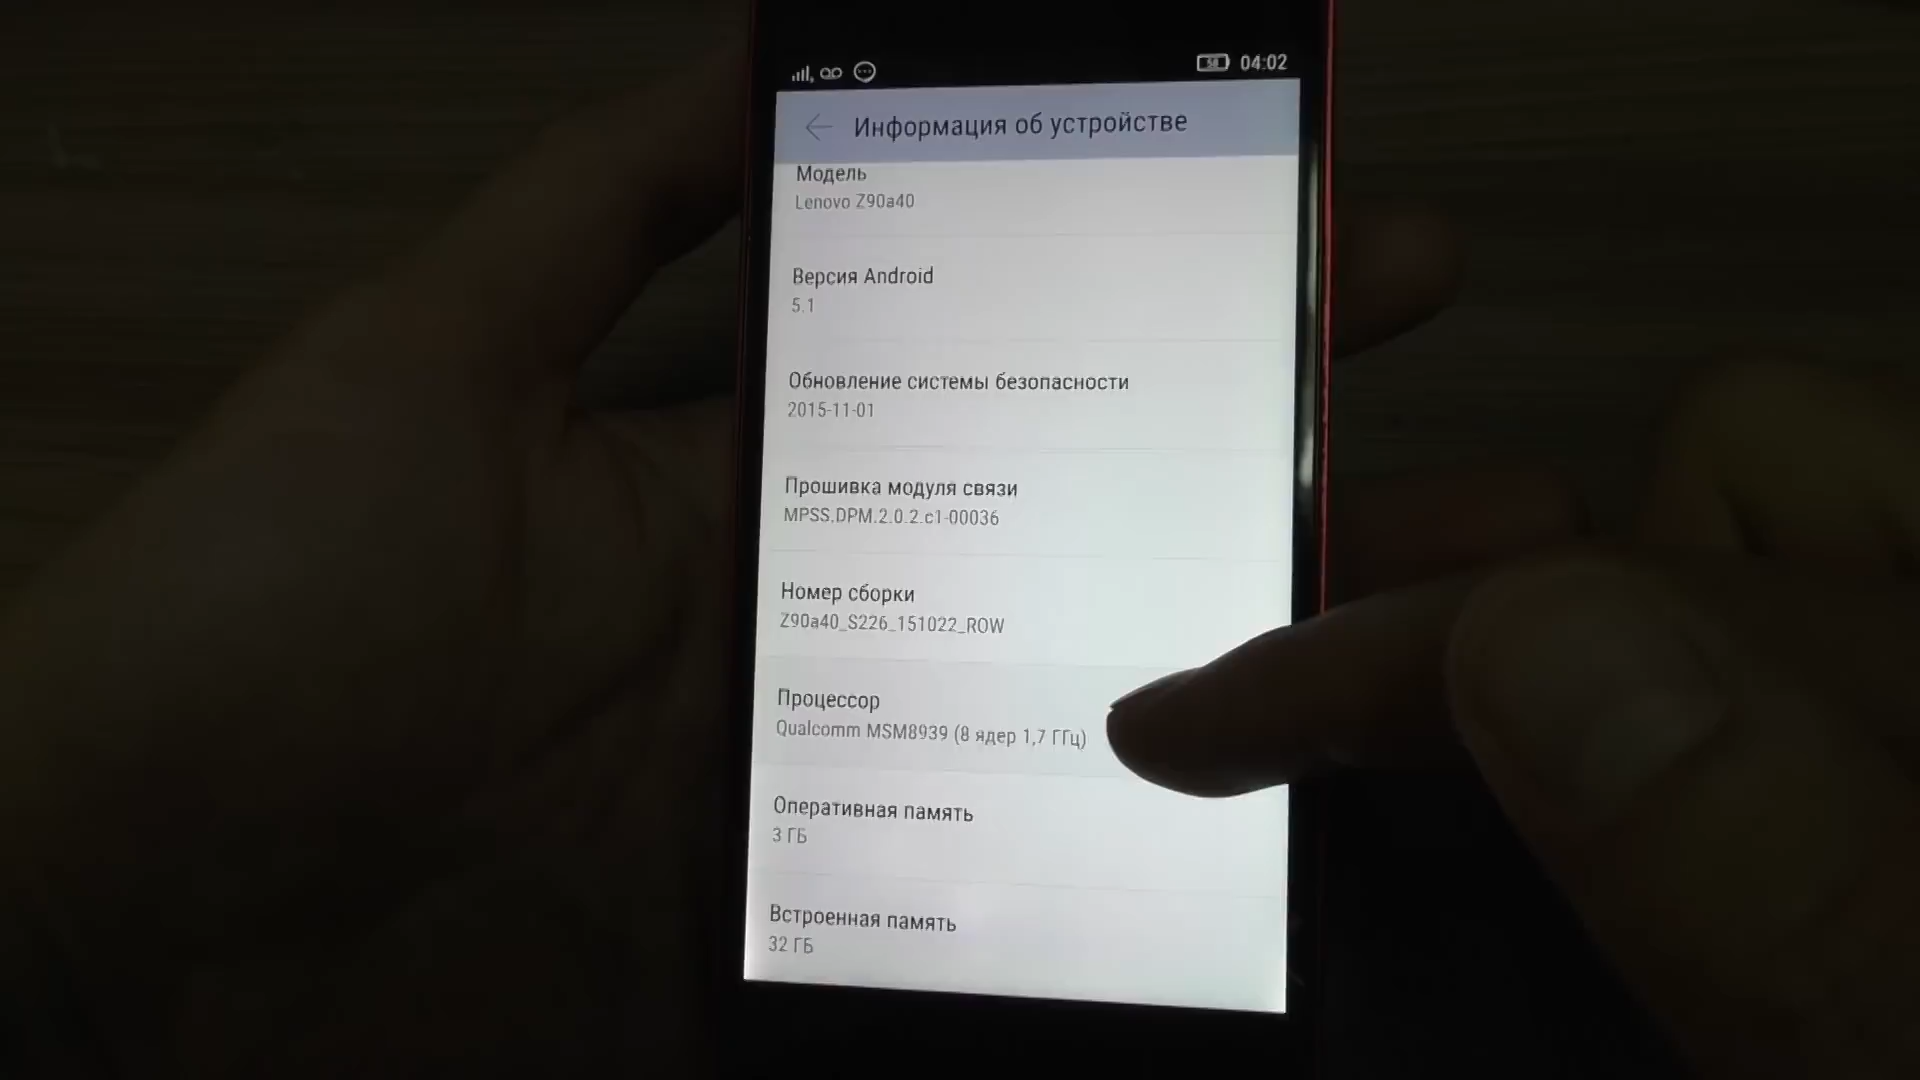 58 04:02
Информация об устройстве
Модель
Lenovo Z90a40
Версия Android
5.1
Обновление системы безопасности
2015-11-01
Прошивка модуля связи
MPSS.DPM.2.0.2.c1-00036
Номер сборки
Z90a40_S226_151022_ROW
Процессор
Qualcomm MSM8939 (8 ядер 1,7 ГГц)
Оперативная память
3 ГБ
Встроенная память
32 ГБ